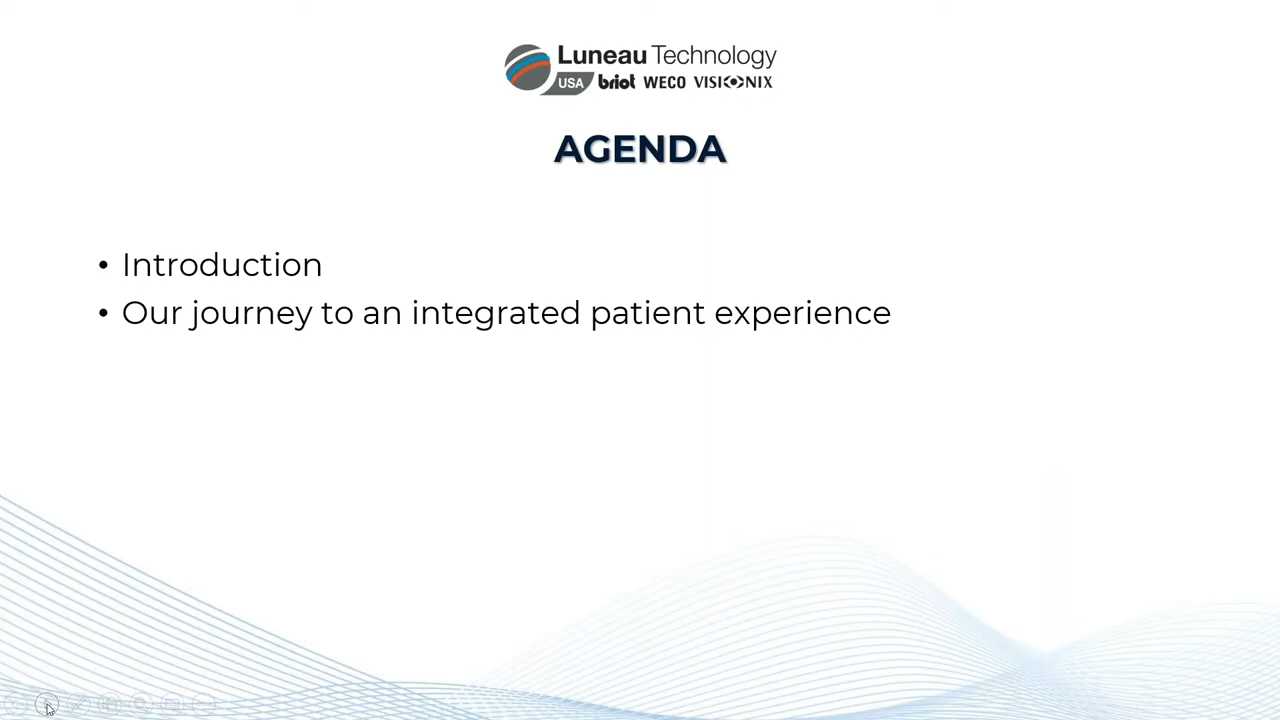 Luneau Technology
USA briot WECO VISIONIX
AGENDA
• Introduction
• Our journey to an integrated patient experience